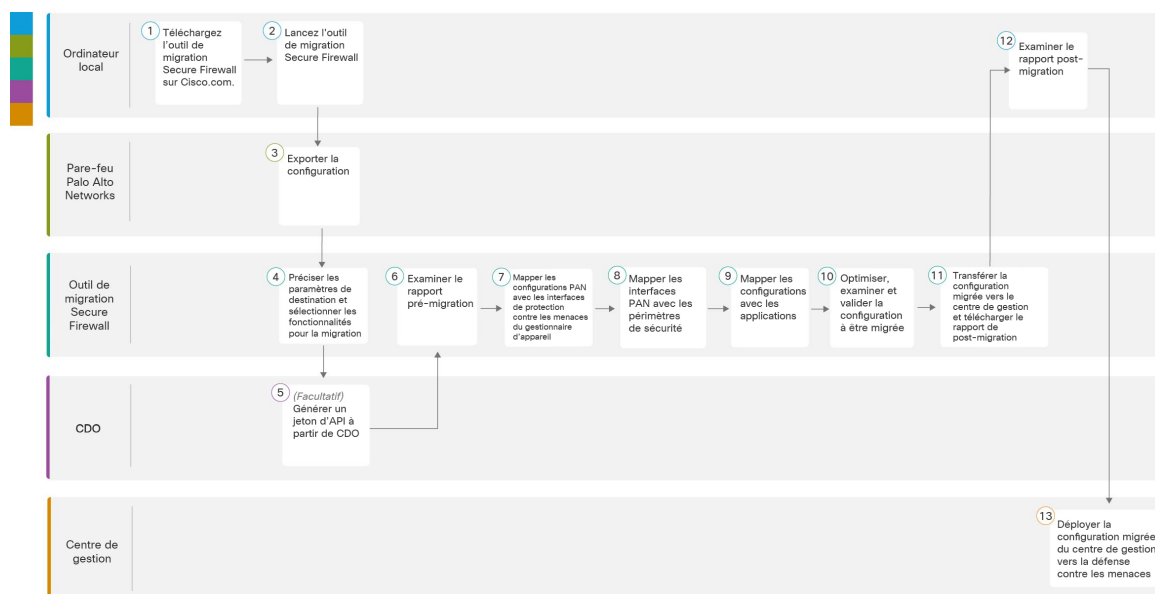 Ordinateur
local
1
Téléchargez
l'outil de
migration
Secure Firewall
sur Cisco.com.
2
Lancez l'outil
de migration
Secure Firewall
12
Examiner le
rapport post-
migration
Pare-feu
Palo Alto
Networks
3
Exporter la
configuration
Outil de
migration
Secure
Firewall
4
Préciser les
paramètres de
destination et
sélectionner les
fonctionnalités
pour la migration
6
Examiner le
rapport
pré-migration
7
Mapper les
configurations PAN
avec les interfaces
de protection
contre les menaces
du gestionnaire
d'appareil
8
Mapper les
interfaces
PAN avec les
périmètres
de sécurité
9
Mapper les
configurations
avec les
applications
10
Optimiser,
examiner et
valider la
configuration
à être migrée
11
Transférer la
configuration
migrée vers le
centre de gestion
et télécharger le
rapport de
post-migration
CDO
5
(Facultatif)
Générer un
jeton d'API à
partir de CDO
Centre de
gestion
13
Déployer la
configuration migrée
du centre de gestion
vers la défense
contre les menaces